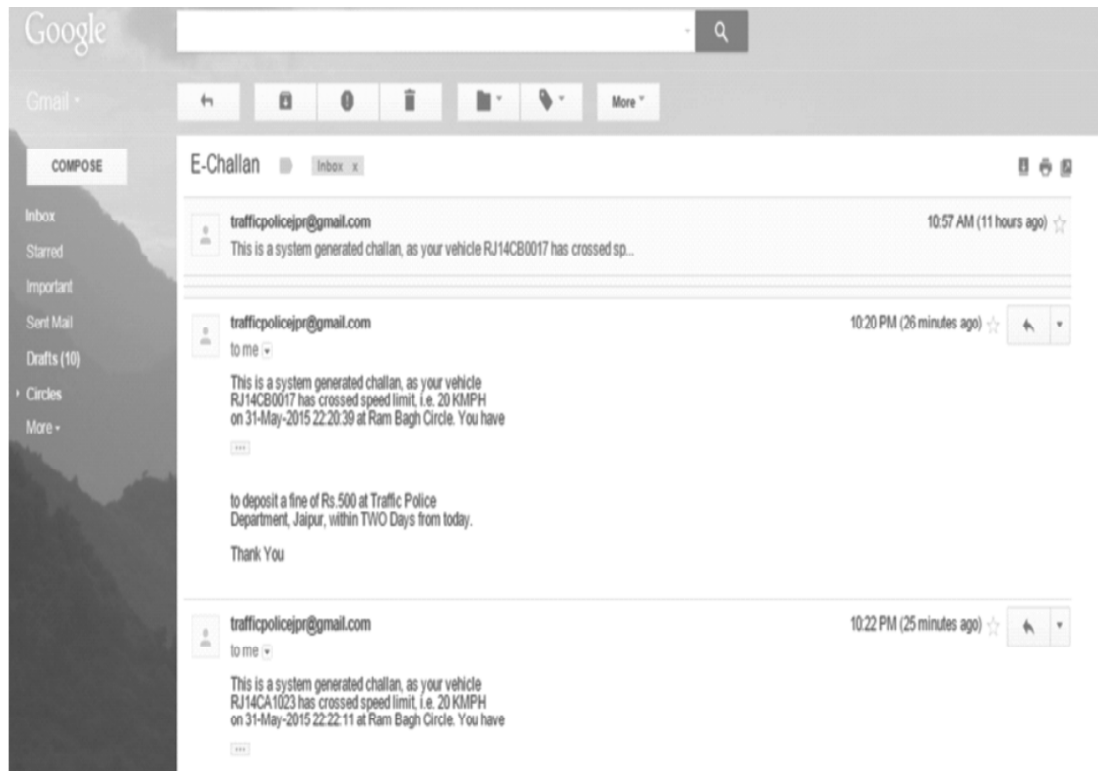 Google
Gmail
More
COMPOSE
E-Challan
Inbox x
Inbox
Starred
Important
Sent Mail
Drafts (10)
Circles
More
trafficpolicejpr@gmail.com
10:57 AM (11 hours ago)
This is a system generated challan, as your vehicle RJ14CB0017 has crossed sp...
trafficpolicejpr@gmail.com
10:20 PM (26 minutes ago)
to me
This is a system generated challan, as your vehicle
RJ14CB0017 has crossed speed limit, i.e. 20 KMPH
on 31-May-2015 22:20:39 at Ram Bagh Circle. You have
...
to deposit a fine of Rs.500 at Traffic Police
Department, Jaipur, within TWO Days from today.
Thank You
trafficpolicejpr@gmail.com
10:22 PM (25 minutes ago)
to me
This is a system generated challan, as your vehicle
RJ14CA1023 has crossed speed limit, i.e. 20 KMPH
on 31-May-2015 22:22:11 at Ram Bagh Circle. You have
...